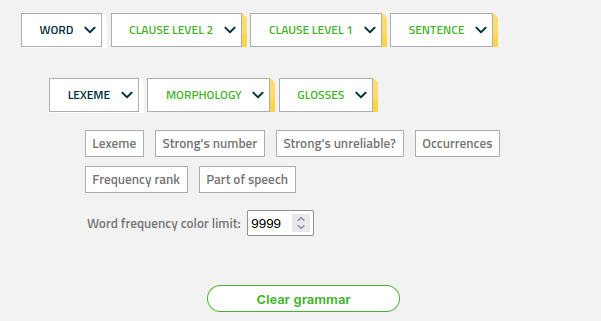 WORD CLAUSE LEVEL 2 CLAUSE LEVEL 1 SENTENCE
LEXEME MORPHOLOGY GLOSSES
Lexeme Strong's number Strong's unreliable? Occurrences
Frequency rank Part of speech
Word frequency color limit: 9999
Clear grammar